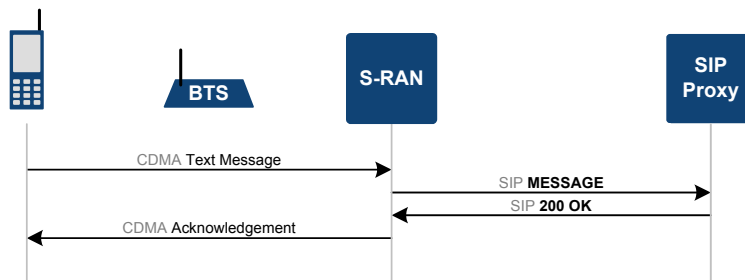 BTS
S-RAN
SIP
Proxy
CDMA Text Message
SIP MESSAGE
SIP 200 OK
CDMA Acknowledgement